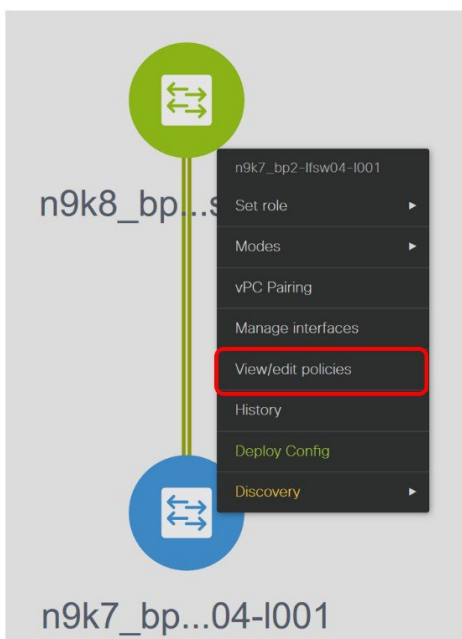 n9k8_bp...s
n9k7_bp2-lfsw04-l001
Set role
Modes
vPC Pairing
Manage interfaces
View/edit policies
History
Deploy Config
Discovery
n9k7_bp...04-l001